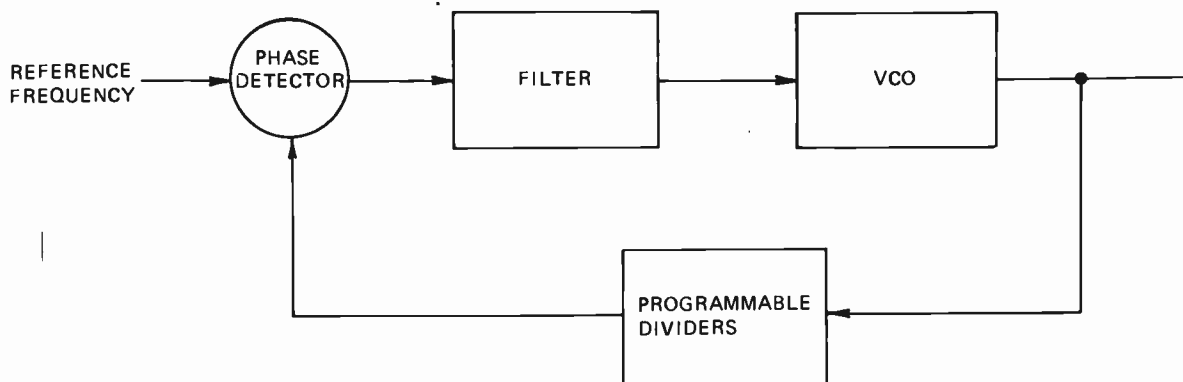 REFERENCE
FREQUENCY
PHASE
DETECTOR
FILTER
VCO
PROGRAMMABLE
DIVIDERS